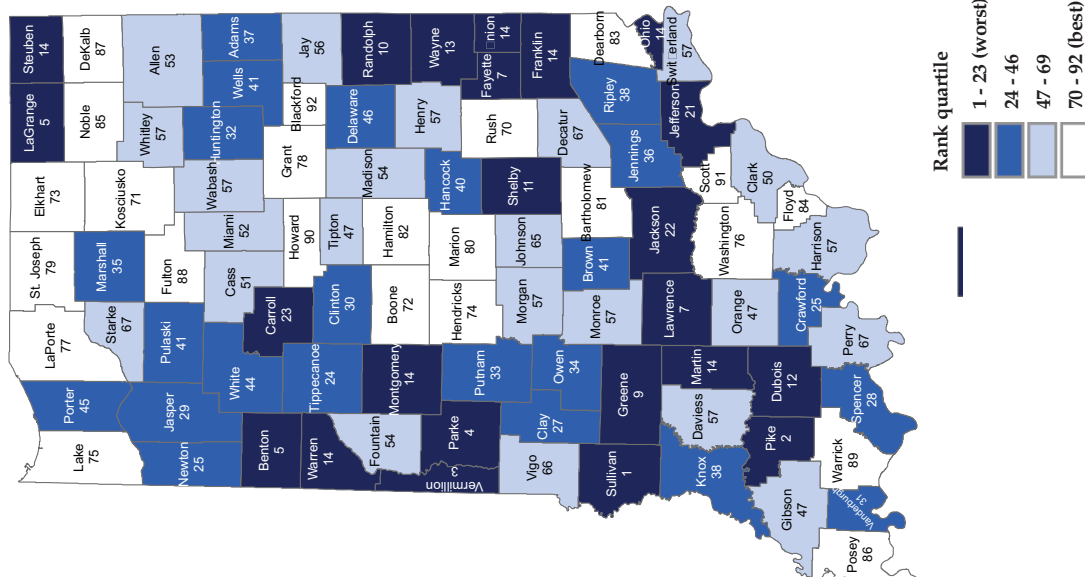 Steuben
14
LaGrange
5
Elkhart
73
St. Joseph
79
LaPorte
77
Porter
45
Lake
75
DeKalb
87
Noble
85
Kosciusko
71
Marshall
35
Starke
67
Allen
53
Whitley
57
Fulton
88
Pulaski
41
Jasper
29
Newton
25
Adams
37
Wells
41
Huntington
32
Wabash
57
Miami
52
Cass
51
White
44
Carroll
23
Benton
5
Jay
56
Blackford
92
Grant
78
Howard
90
Clinton
30
Tippecanoe
24
Warren
14
Randolph
10
Delaware
46
Madison
54
Tipton
47
Hamilton
82
Boone
72
Montgomery
14
Fountain
54
Wayne
13
Henry
57
Hancock
40
Marion
80
Hendricks
74
Putnam
33
Parke
4
Vermillion
3
□nion
14
Fayette
7
Rush
70
Shelby
11
Johnson
65
Morgan
57
Owen
34
Clay
27
Vigo
66
Franklin
14
Decatur
67
Bartholomew
81
Brown
41
Monroe
57
Greene
9
Sullivan
1
Dearborn
83
Ohio
14
Swit□erland
57
Ripley
38
Jennings
36
Jefferson
21
Jackson
22
Lawrence
7
Martin
14
Daviess
57
Knox
38
Scott
91
Clark
50
Floyd
84
Washington
76
Harrison
57
Orange
47
Crawford
25
Perry
67
Dubois
12
Spencer
28
Pike
2
Warrick
89
Gibson
47
Vanderburgh
31
Posey
86
Rank quartile
1 - 23 (worst)
24 - 46
47 - 69
70 - 92 (best)